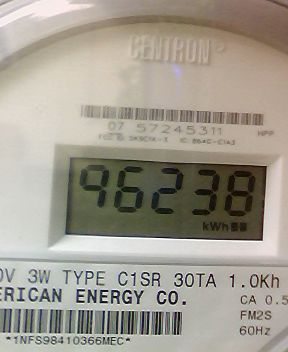 CENTRON®
07 57245311 HPP
96238
kWh
0V 3W TYPE C1SR 30TA 1.0Kh
ERICAN ENERGY CO.
CA 0.5
FM2S
60Hz
*1NFS98410366MEC*